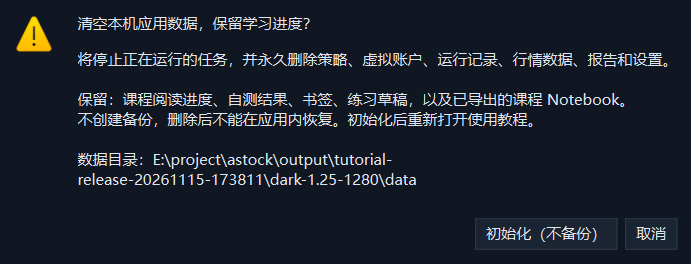 清空本机应用数据，保留学习进度？
将停止正在运行的任务，并永久删除策略、虚拟账户、运行记录、行情数据、报告和设置。
保留：课程阅读进度、自测结果、书签、练习草稿，以及已导出的课程 Notebook。
不创建备份，删除后不能在应用内恢复。初始化后重新打开使用教程。
数据目录：E:\project\astock\output\tutorial-
release-20261115-173811\dark-1.25-1280\data
初始化（不备份） 取消